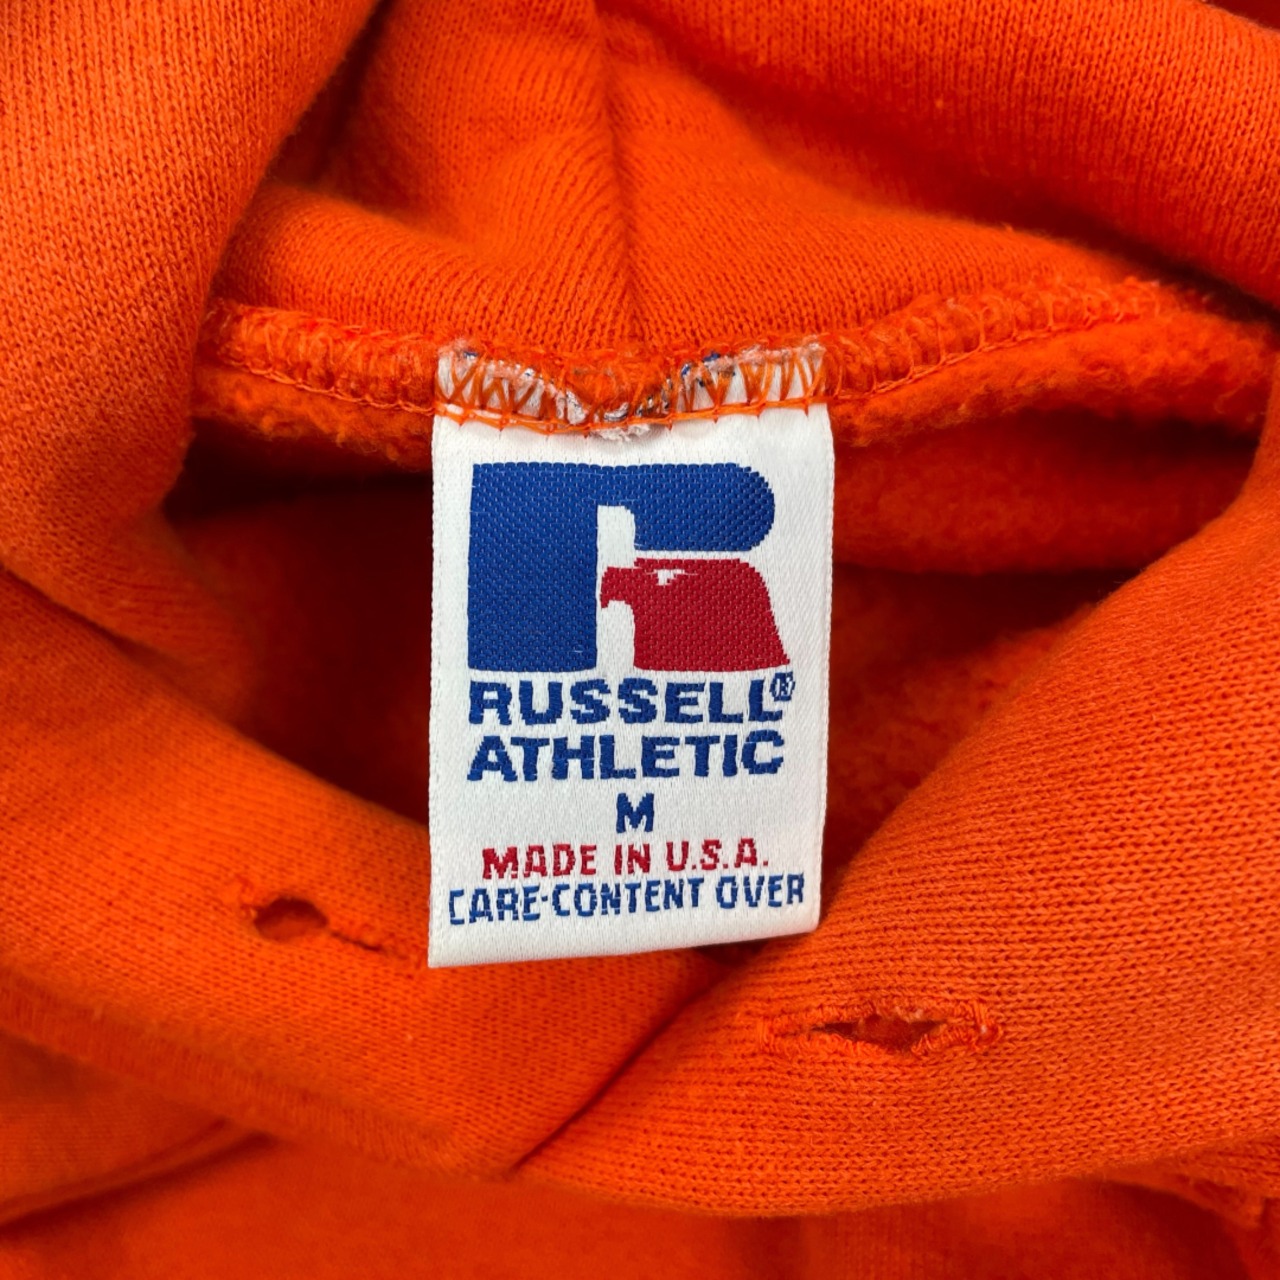 RUSSELL®
ATHLETIC
M
MADE IN U.S.A.
CARE-CONTENT OVER